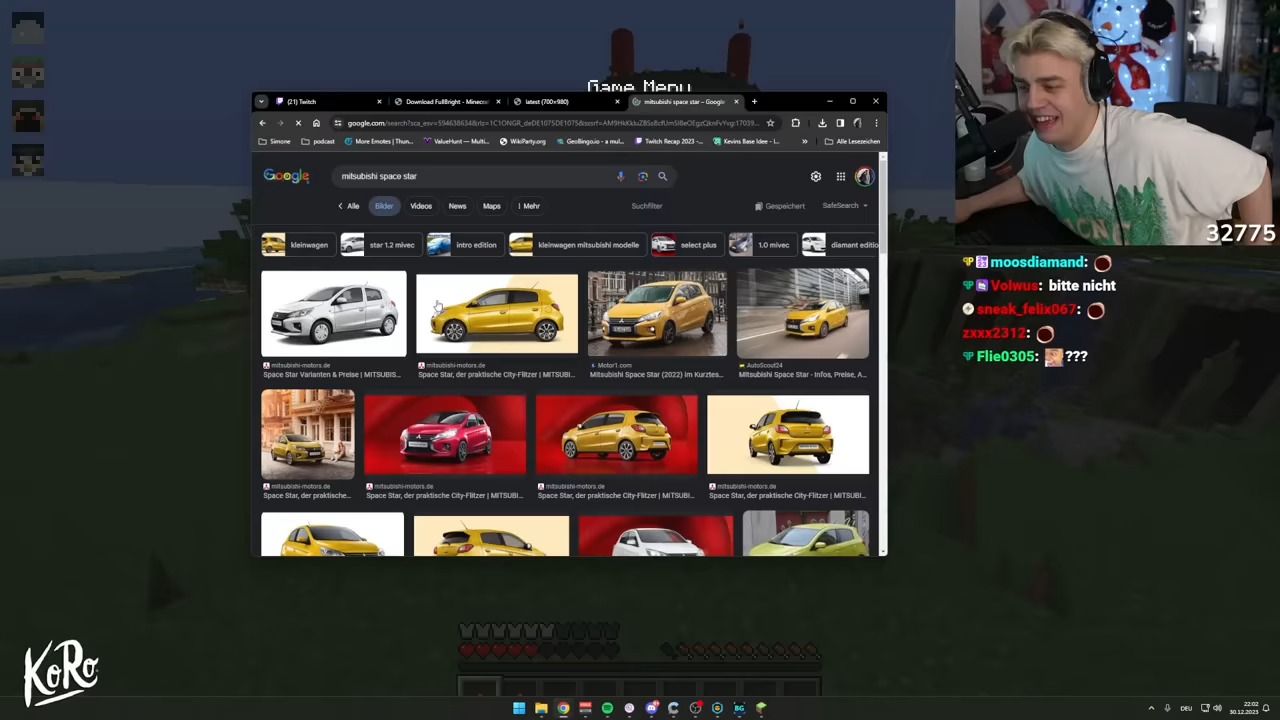 Game Menu
(21) Twitch
Download FullBright - Minecra
latest (700×980)
mitsubishi space star – Google
Simone
podcast
More Emotes | Thun...
ValueHunt — Multi...
WikiParty.org
GeoBingo.io - a mul...
Twitch Recap 2023 -...
Kevins Base Idee - I...
»
Alle Lesezeichen
Google
mitsubishi space star
Alle
Bilder
Videos
News
Maps
Mehr
Suchfilter
Gespeichert
SafeSearch
kleinwagen
star 1.2 mivec
intro edition
kleinwagen mitsubishi modelle
select plus
1.0 mivec
diamant editio
mitsubishi-motors.de
Space Star Varianten & Preise | MITSUBIS...
mitsubishi-motors.de
Space Star, der praktische City-Flitzer | MITSUBI...
Motor1.com
Mitsubishi Space Star (2022) im Kurztes...
AutoScout24
Mitsubishi Space Star - Infos, Preise, A...
mitsubishi-motors.de
Space Star, der praktische...
mitsubishi-motors.de
Space Star, der praktische City-Flitzer | MITSUBI...
mitsubishi-motors.de
Space Star, der praktische City-Flitzer | MITSUBI...
mitsubishi-motors.de
Space Star, der praktische City-Flitzer | MITSUBI...
32775
moosdiamand:
Volwus: bitte nicht
sneak_felix067:
zxxx2312:
Flie0305: ???
KoRo
DEU
22:02
30.12.2023